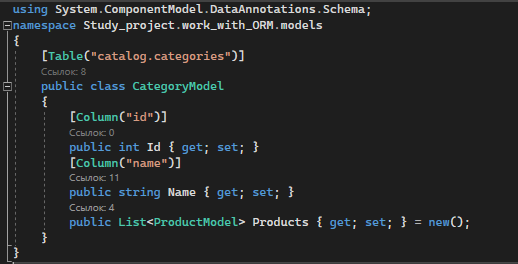 using System.ComponentModel.DataAnnotations.Schema;
namespace Study_project.work_with_ORM.models
{
[Table("catalog.categories")]
Ссылок: 8
public class CategoryModel
{
[Column("id")]
Ссылок: 0
public int Id { get; set; }
[Column("name")]
Ссылок: 11
public string Name { get; set; }
Ссылок: 4
public List<ProductModel> Products { get; set; } = new();
}
}